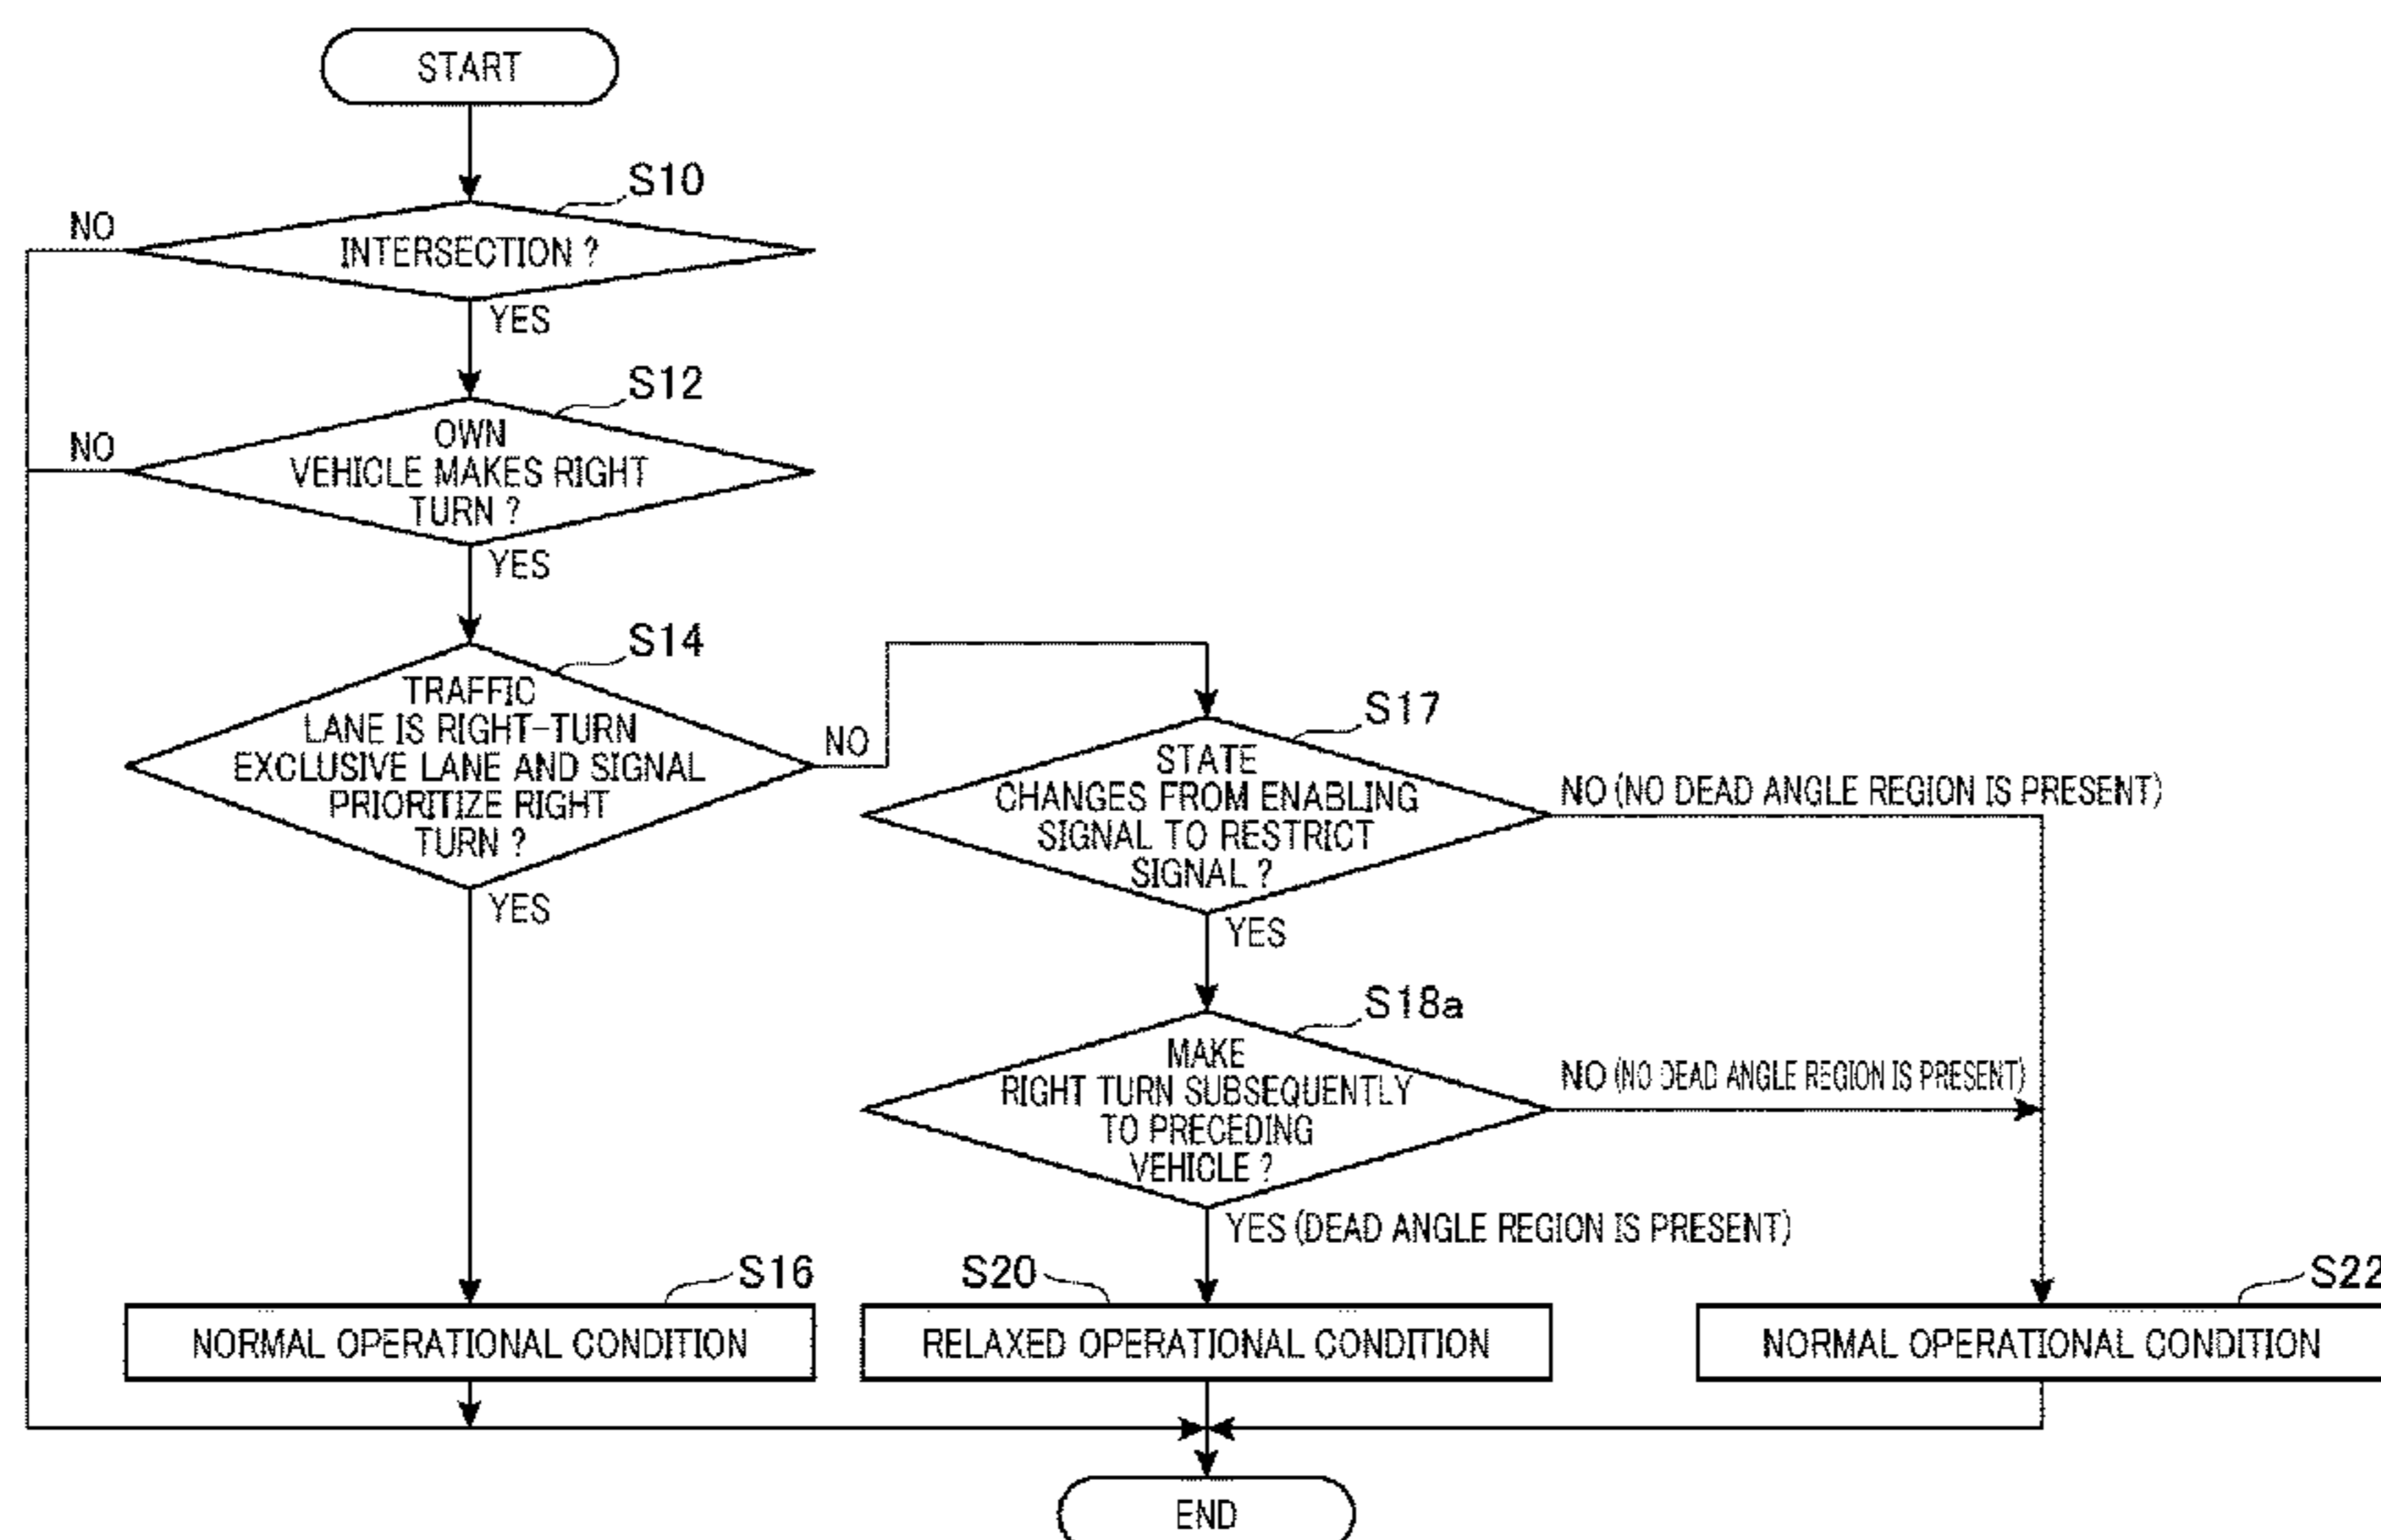 START
S10
NO
INTERSECTION ?
YES
S12
NO
OWN
VEHICLE MAKES RIGHT
TURN ?
YES
S14
TRAFFIC
LANE IS RIGHT-TURN
EXCLUSIVE LANE AND SIGNAL
PRIORITIZE RIGHT
TURN ?
NO
YES
S17
STATE
CHANGES FROM ENABLING
SIGNAL TO RESTRICT
SIGNAL ?
NO (NO DEAD ANGLE REGION IS PRESENT)
YES
S18a
MAKE
RIGHT TURN SUBSEQUENTLY
TO PRECEDING
VEHICLE ?
NO (NO DEAD ANGLE REGION IS PRESENT)
YES (DEAD ANGLE REGION IS PRESENT)
S16
NORMAL OPERATIONAL CONDITION
S20
RELAXED OPERATIONAL CONDITION
S22
NORMAL OPERATIONAL CONDITION
END